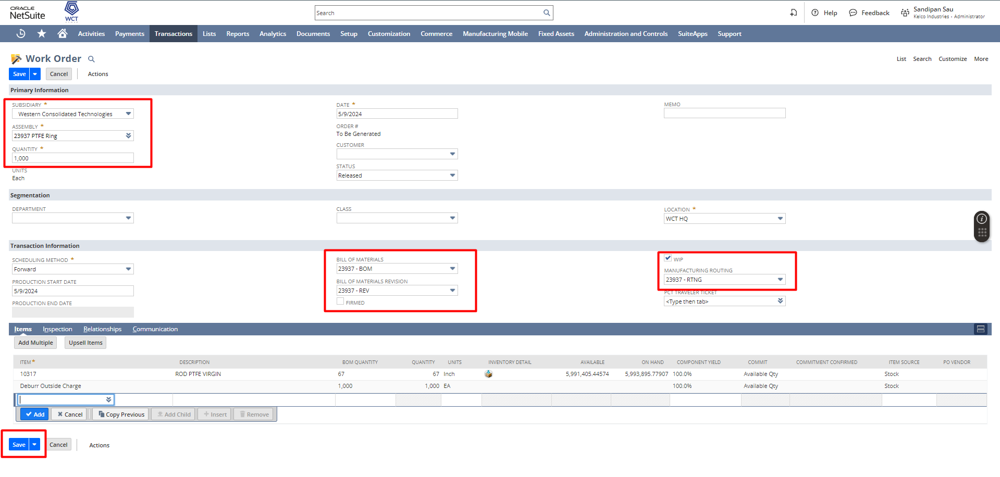 ORACLE
NetSuite
WCT
GROUP
Search
Help
Feedback
Sandipan Sau
Kelco Industries - Administrator
Activities Payments Transactions Lists Reports Analytics Documents Setup Customization Commerce Manufacturing Mobile Fixed Assets Administration and Controls SuiteApps Support
Work Order
List Search Customize More
Save Cancel Actions
Primary Information
SUBSIDIARY *
Western Consolidated Technologies
ASSEMBLY *
23937 PTFE Ring
QUANTITY *
1,000
UNITS
Each
DATE *
5/9/2024
ORDER #
To Be Generated
CUSTOMER
STATUS
Released
MEMO
Segmentation
DEPARTMENT
CLASS
LOCATION *
WCT HQ
Transaction Information
SCHEDULING METHOD *
Forward
PRODUCTION START DATE
5/9/2024
PRODUCTION END DATE
BILL OF MATERIALS
23937 - BOM
BILL OF MATERIALS REVISION
23937 - REV
FIRMED
WIP
MANUFACTURING ROUTING
23937 - RTNG
PCT TRAVELER TICKET
<Type then tab>
Items Inspection Relationships Communication
Add Multiple Upsell Items
ITEM * DESCRIPTION BOM QUANTITY QUANTITY UNITS INVENTORY DETAIL AVAILABLE ON HAND COMPONENT YIELD COMMIT COMMITMENT CONFIRMED ITEM SOURCE PO VENDOR
10317 ROD PTFE VIRGIN 67 67 Inch 5,991,405.44574 5,993,895.77907 100.0% Available Qty Stock
Deburr Outside Charge 1,000 1,000 EA 100.0% Available Qty Stock
Add Cancel Copy Previous Add Child Insert Remove
Save Cancel Actions